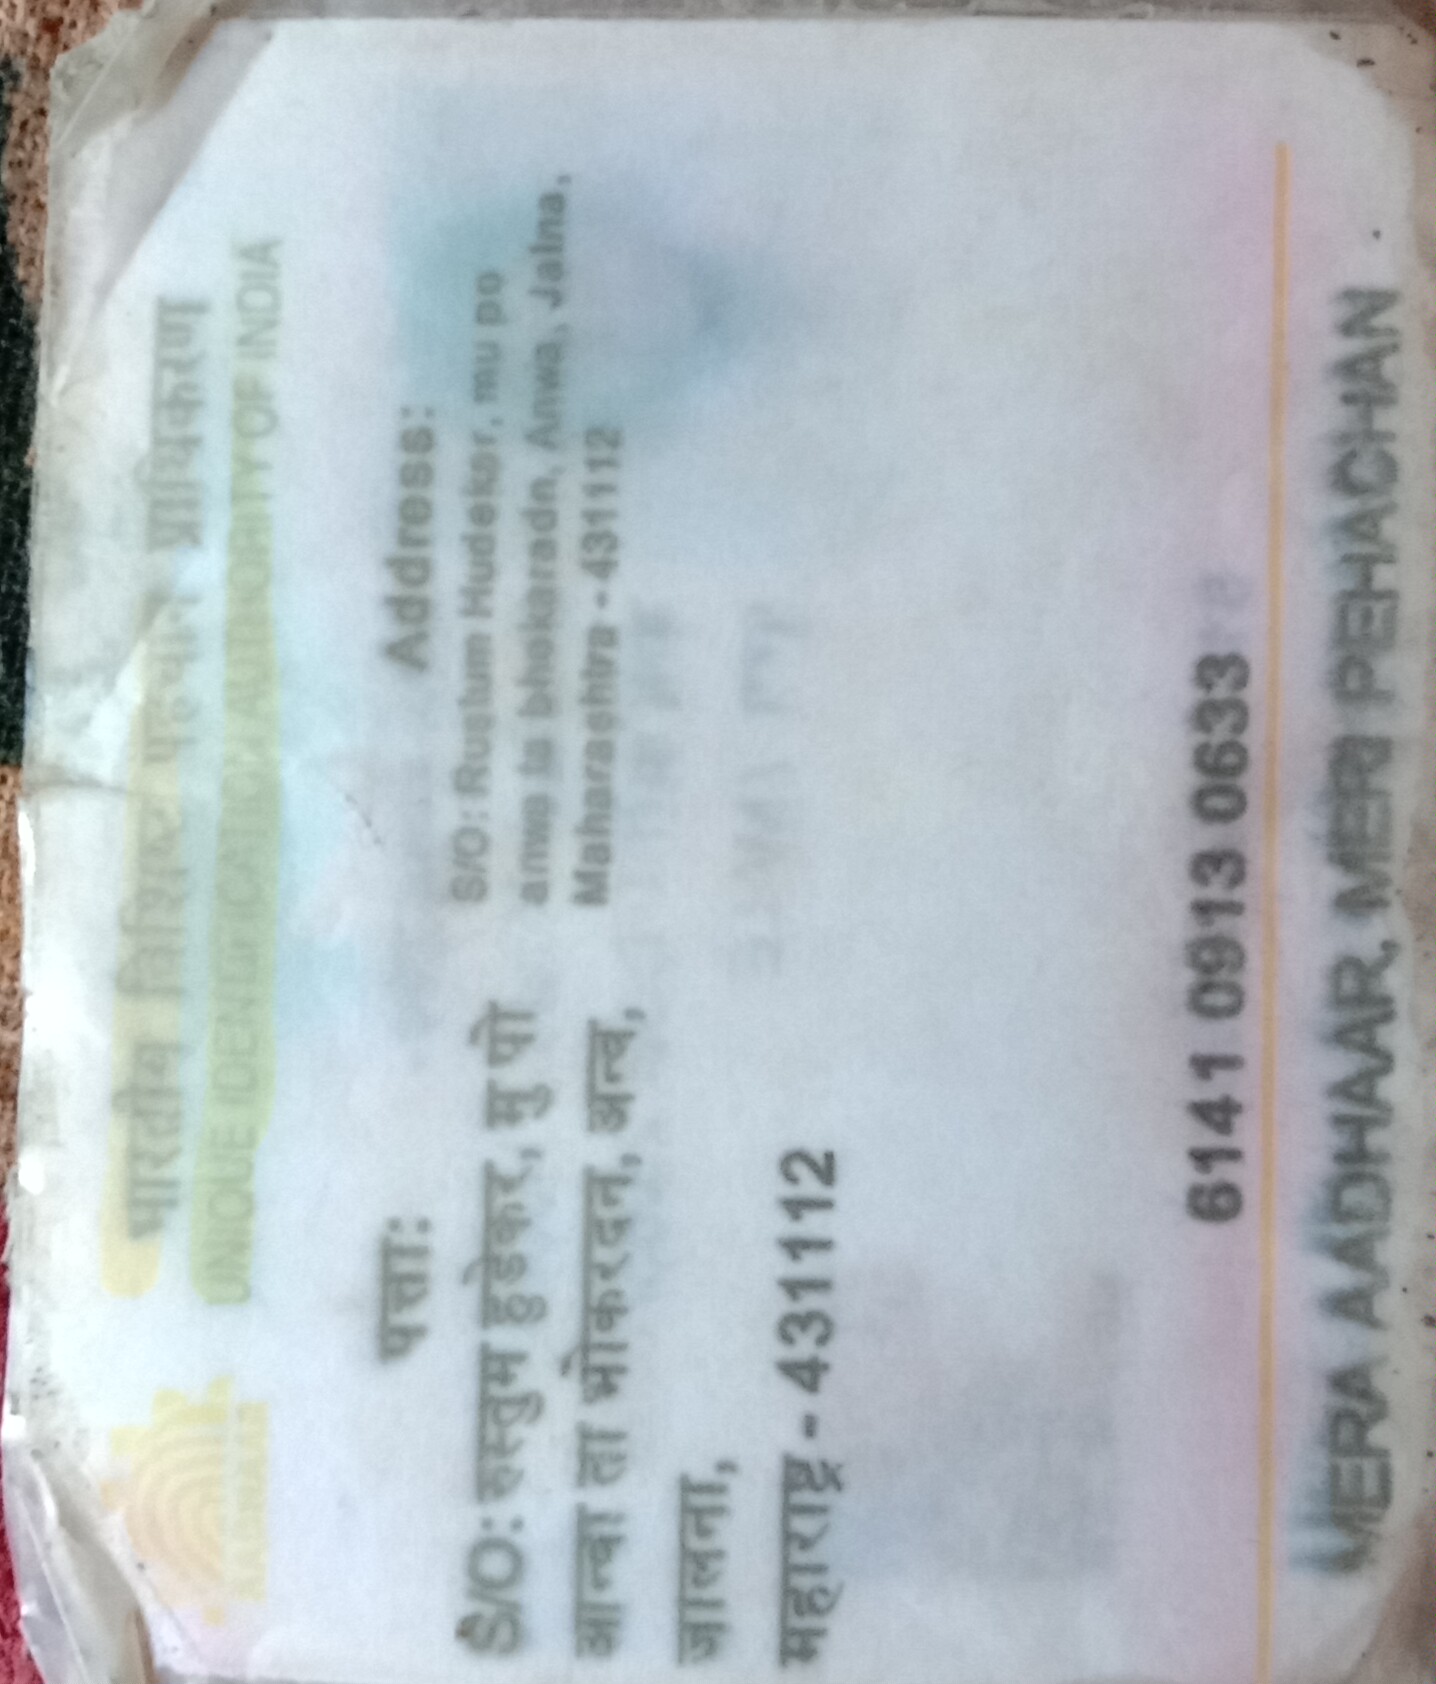 भारतीय विशिष्ट पहचान प्राधिकरण
UNIQUE IDENTIFICATION AUTHORITY OF INDIA
AADHAAR
पत्ता:
S/O: रुस्तुम हुडेकर, मु पो
आन्वा ता भोकरदन, अन्व,
जालना,
महाराष्ट्र - 431112
Address:
S/O: Rustum Hudekar, mu po
anwa ta bhokaradn, Anwa, Jalna,
Maharashtra - 431112
6141 0913 0633
MERA AADHAAR, MERI PEHACHAN